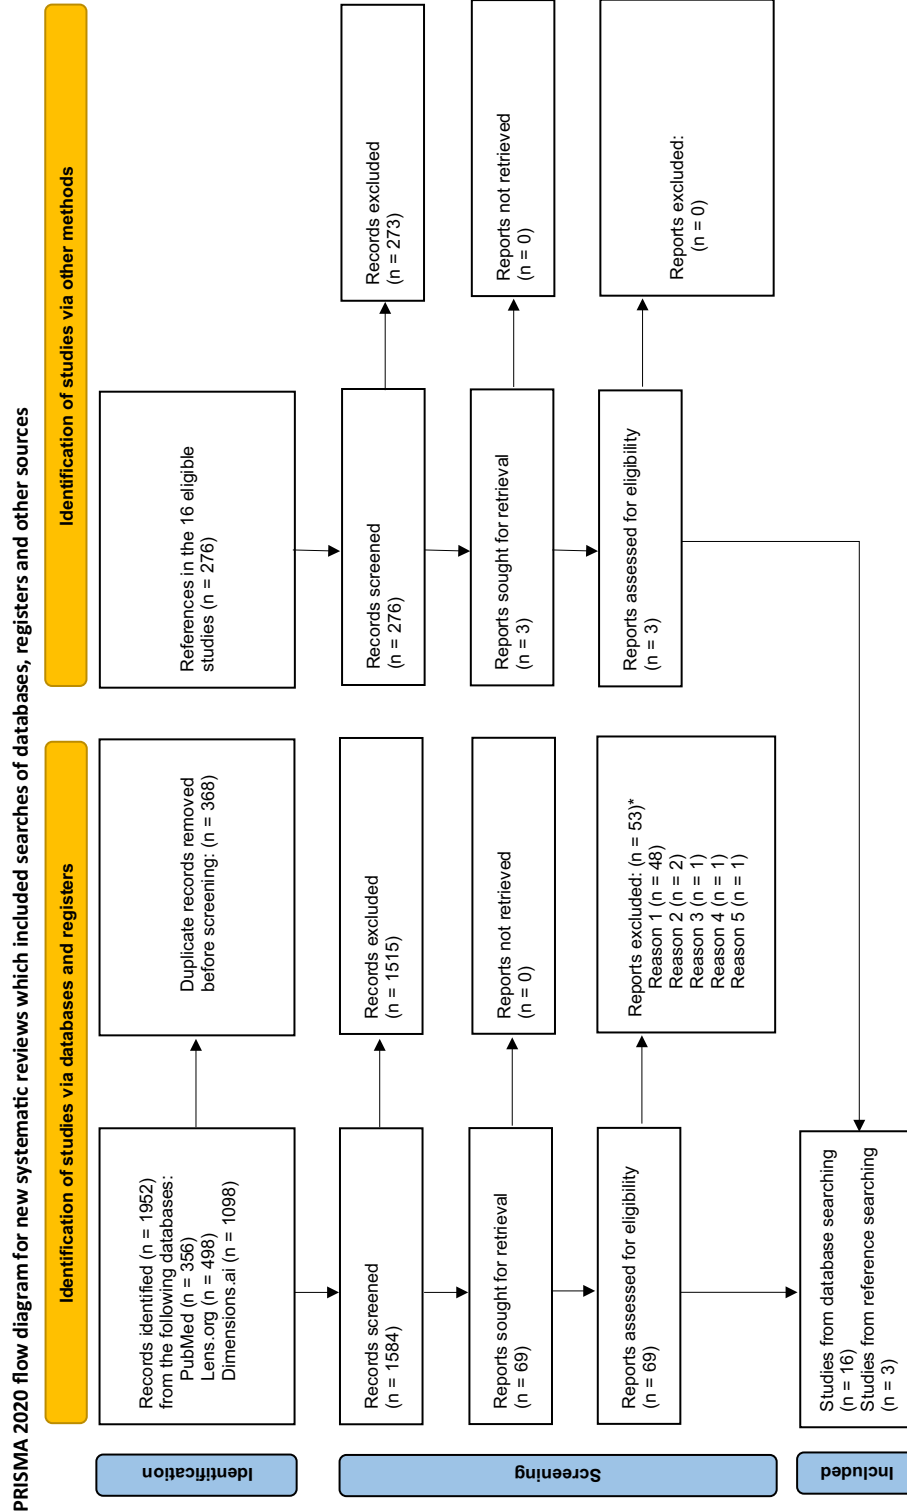 PRISMA 2020 flow diagram for new systematic reviews which included searches of databases, registers and other sources
Identification of studies via databases and registers
Identification of studies via other methods
Identification
Records identified (n = 1952)
from the following databases:
PubMed (n = 356)
Lens.org (n = 498)
Dimensions.ai (n = 1098)
Duplicate records removed
before screening: (n = 368)
References in the 16 eligible
studies (n = 276)
Screening
Records screened
(n = 1584)
Records excluded
(n = 1515)
Records screened
(n = 276)
Records excluded
(n = 273)
Reports sought for retrieval
(n = 69)
Reports not retrieved
(n = 0)
Reports sought for retrieval
(n = 3)
Reports not retrieved
(n = 0)
Reports assessed for eligibility
(n = 69)
Reports excluded: (n = 53)*
Reason 1 (n = 48)
Reason 2 (n = 2)
Reason 3 (n = 1)
Reason 4 (n = 1)
Reason 5 (n = 1)
Reports assessed for eligibility
(n = 3)
Reports excluded:
(n = 0)
Included
Studies from database searching
(n = 16)
Studies from reference searching
(n = 3)